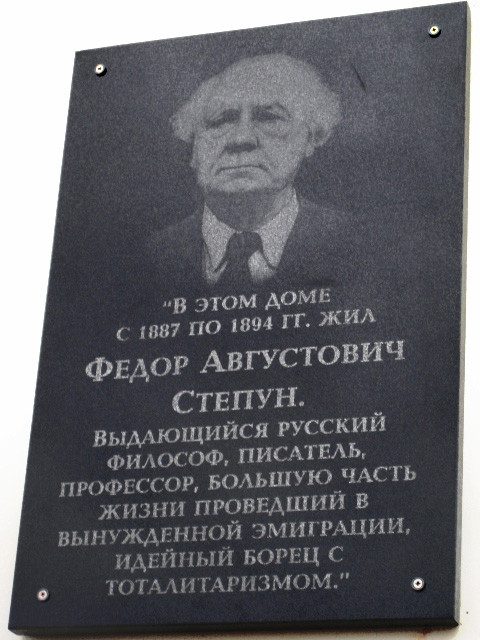 "В ЭТОМ ДОМЕ
С 1887 ПО 1894 ГГ. ЖИЛ
ФЕДОР АВГУСТОВИЧ
СТЕПУН.
ВЫДАЮЩИЙСЯ РУССКИЙ
ФИЛОСОФ, ПИСАТЕЛЬ,
ПРОФЕССОР, БОЛЬШУЮ ЧАСТЬ
ЖИЗНИ ПРОВЕДШИЙ В
ВЫНУЖДЕННОЙ ЭМИГРАЦИИ,
ИДЕЙНЫЙ БОРЕЦ С
ТОТАЛИТАРИЗМОМ."